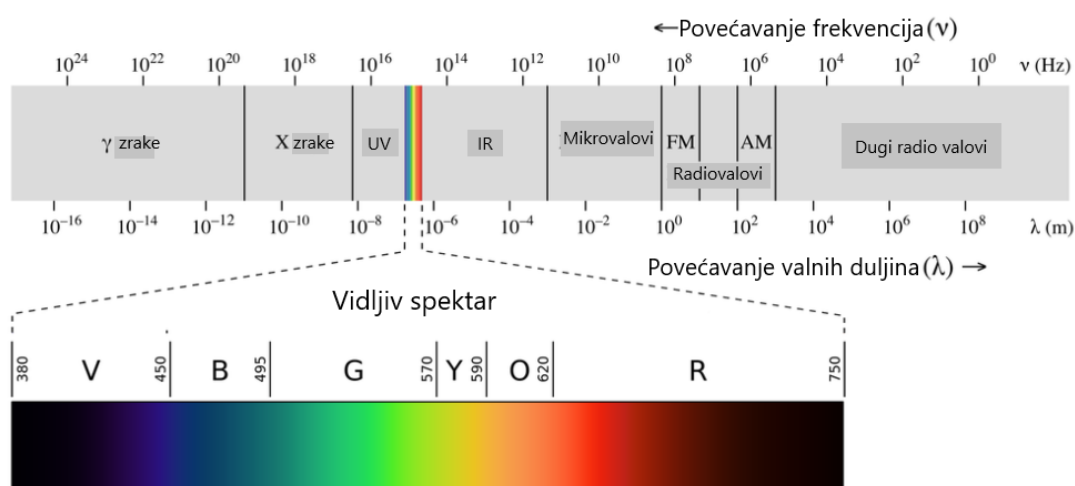 ←Povećavanje frekvencija(ν)
10²⁴ 10²² 10²⁰ 10¹⁸ 10¹⁶ 10¹⁴ 10¹² 10¹⁰ 10⁸ 10⁶ 10⁴ 10² 10⁰ ν (Hz)
γ zrake X zrake UV IR Mikrovalovi FM AM Dugi radio valovi
Radiovalovi
10⁻¹⁶ 10⁻¹⁴ 10⁻¹² 10⁻¹⁰ 10⁻⁸ 10⁻⁶ 10⁻⁴ 10⁻² 10⁰ 10² 10⁴ 10⁶ 10⁸ λ (m)
Povećavanje valnih duljina(λ) →
Vidljiv spektar
380 V 450 B 495 G 570 Y 590 O 620 R 750